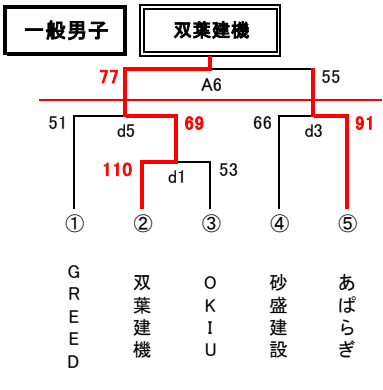 一般男子
双葉建機
77
55
A6
51
d5
69
66
d3
91
110
d1
53
①
②
③
④
⑤
GREED
双葉建機
OKIU
砂盛建設
あぱらぎ